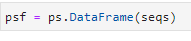 psf = ps.DataFrame(seqs)